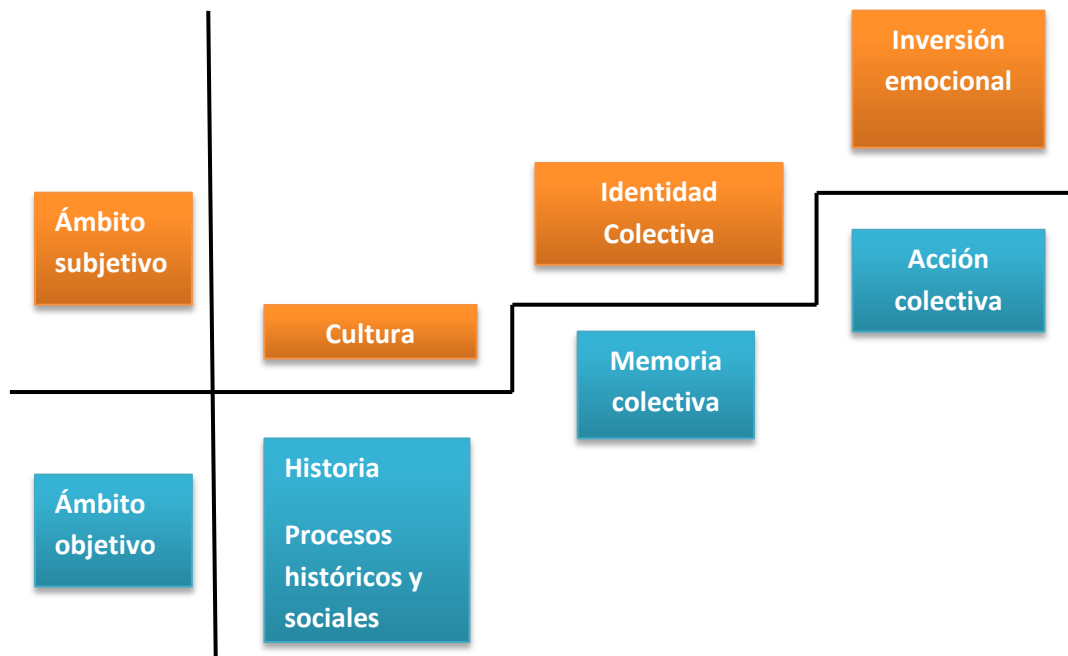 Inversión
emocional
Identidad
Colectiva
Ámbito
subjetivo
Acción
colectiva
Cultura
Memoria
colectiva
Historia
Procesos
históricos y
sociales
Ámbito
objetivo